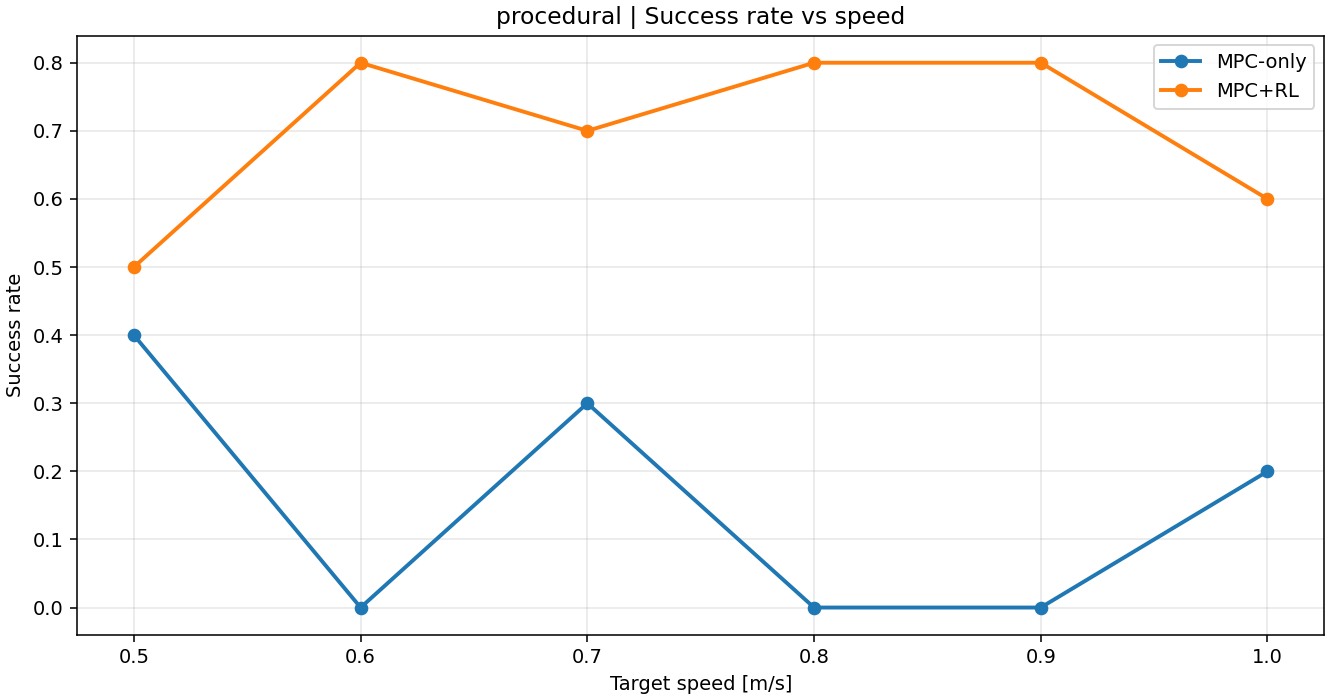 procedural | Success rate vs speed
MPC-only
MPC+RL
Success rate
0.8
0.7
0.6
0.5
0.4
0.3
0.2
0.1
0.0
0.5 0.6 0.7 0.8 0.9 1.0
Target speed [m/s]